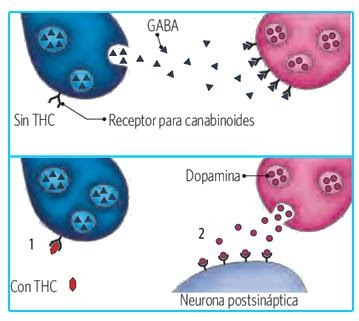 GABA
Sin THC
Receptor para canabinoides
Dopamina
1
2
Con THC
Neurona postsináptica